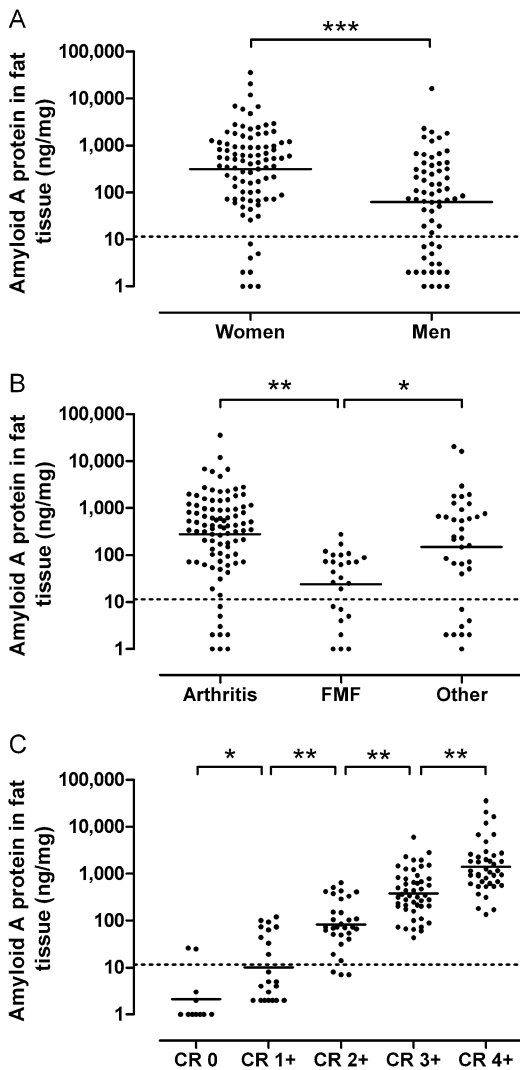 A
***
Amyloid A protein in fat
tissue (ng/mg)
100,000
10,000
1,000
100
10
1
Women Men
B
** *
Amyloid A protein in fat
tissue (ng/mg)
100,000
10,000
1,000
100
10
1
Arthritis FMF Other
C
* ** ** **
Amyloid A protein in fat
tissue (ng/mg)
100,000
10,000
1,000
100
10
1
CR 0 CR 1+ CR 2+ CR 3+ CR 4+